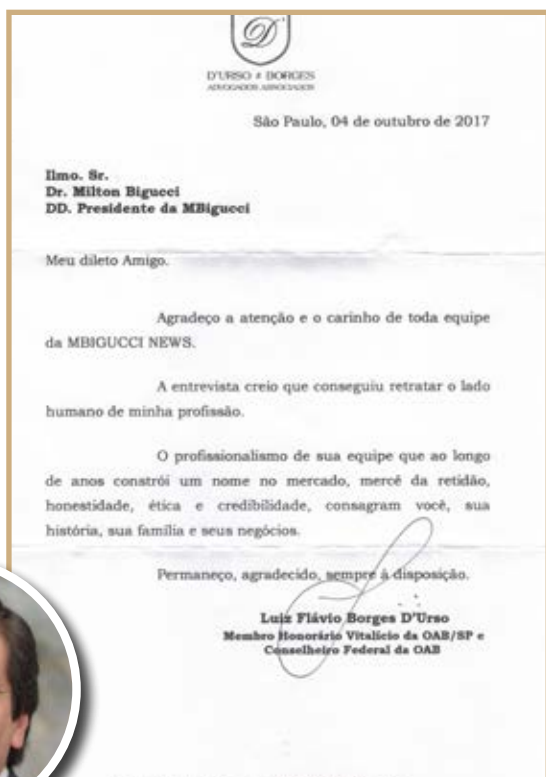 D'URSO e BORGES
ADVOGADOS ASSOCIADOS
São Paulo, 04 de outubro de 2017
Ilmo. Sr.
Dr. Milton Bigucci
DD. Presidente da MBigucci
Meu dileto Amigo.
Agradeço a atenção e o carinho de toda equipe
da MBIGUCCI NEWS.
A entrevista creio que conseguiu retratar o lado
humano de minha profissão.
O profissionalismo de sua equipe que ao longo
de anos constrói um nome no mercado, mercê da retidão,
honestidade, ética e credibilidade, consagram você, sua
história, sua família e seus negócios.
Permaneço, agradecido, sempre à disposição.
Luiz Flávio Borges D'Urso
Membro Honorário Vitalício da OAB/SP e
Conselheiro Federal da OAB